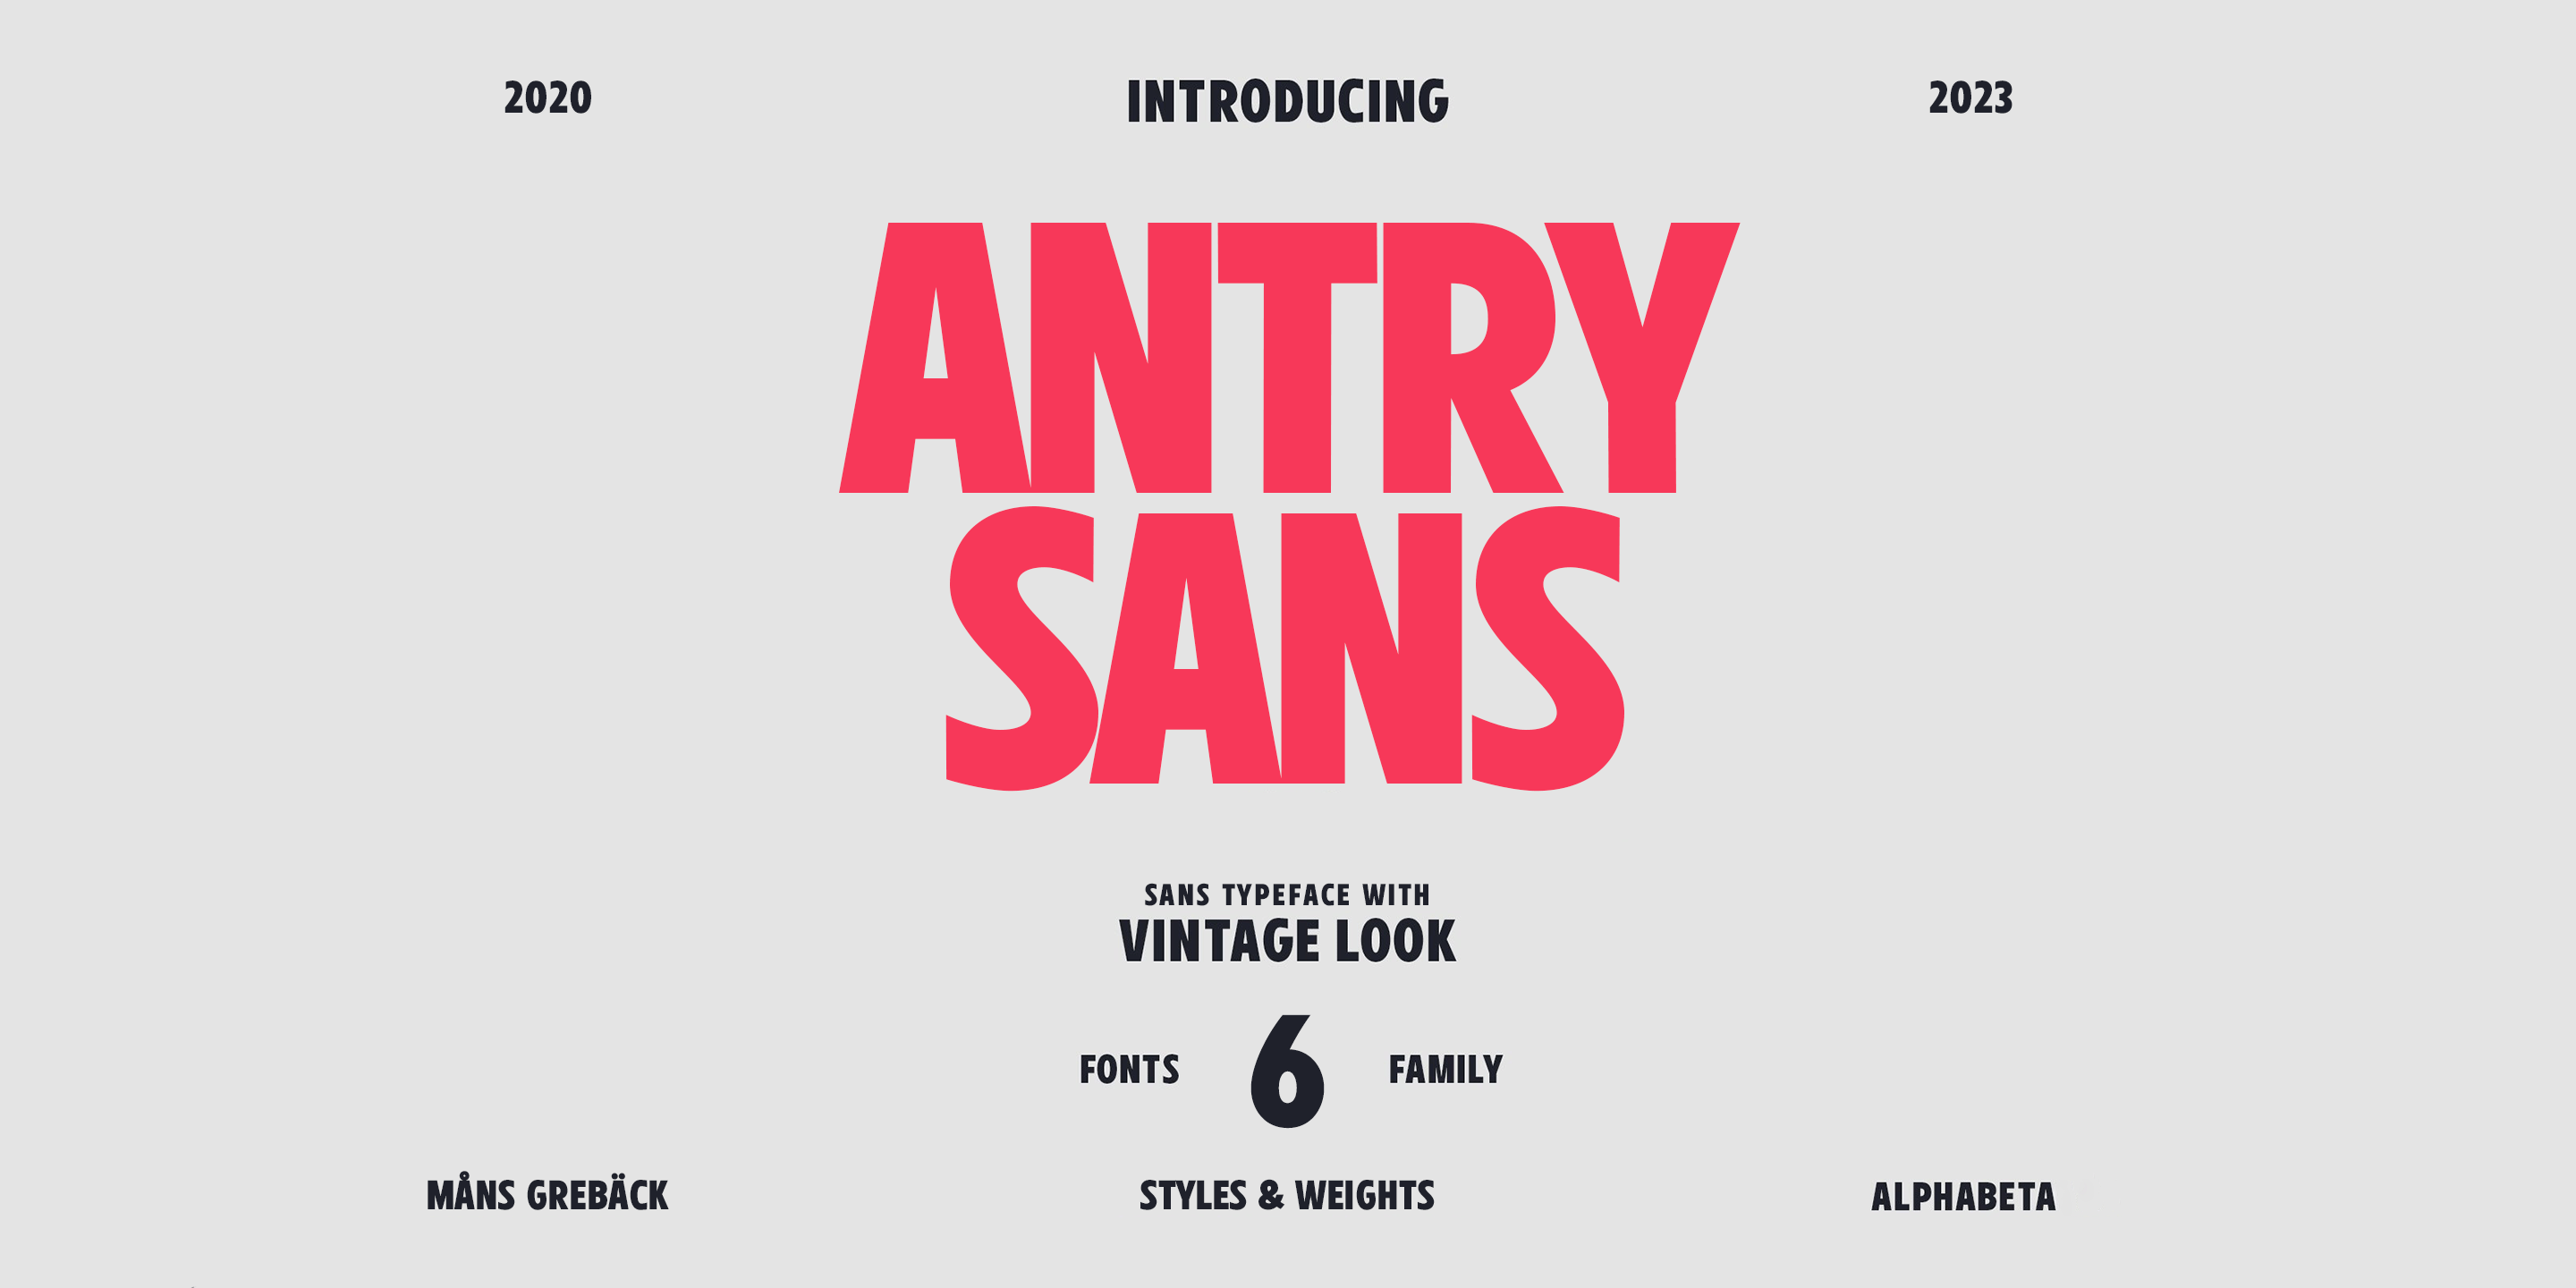 2020 INTRODUCING 2023
ANTRY
SANS
SANS TYPEFACE WITH
VINTAGE LOOK
FONTS 6 FAMILY
MÅNS GREBÄCK STYLES & WEIGHTS ALPHABETA